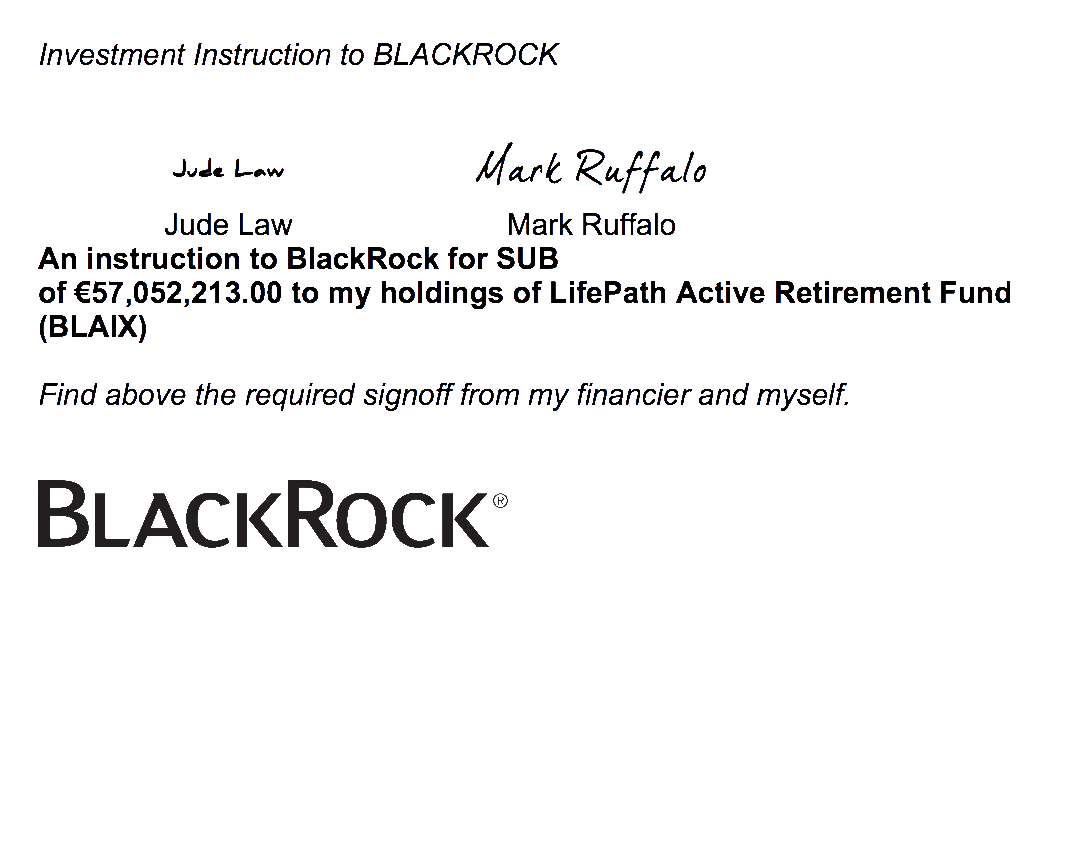 Investment Instruction to BLACKROCK
Jude Law Mark Ruffalo
Jude Law Mark Ruffalo
An instruction to BlackRock for SUB
of €57,052,213.00 to my holdings of LifePath Active Retirement Fund
(BLAIX)
Find above the required signoff from my financier and myself.
BLACKROCK®